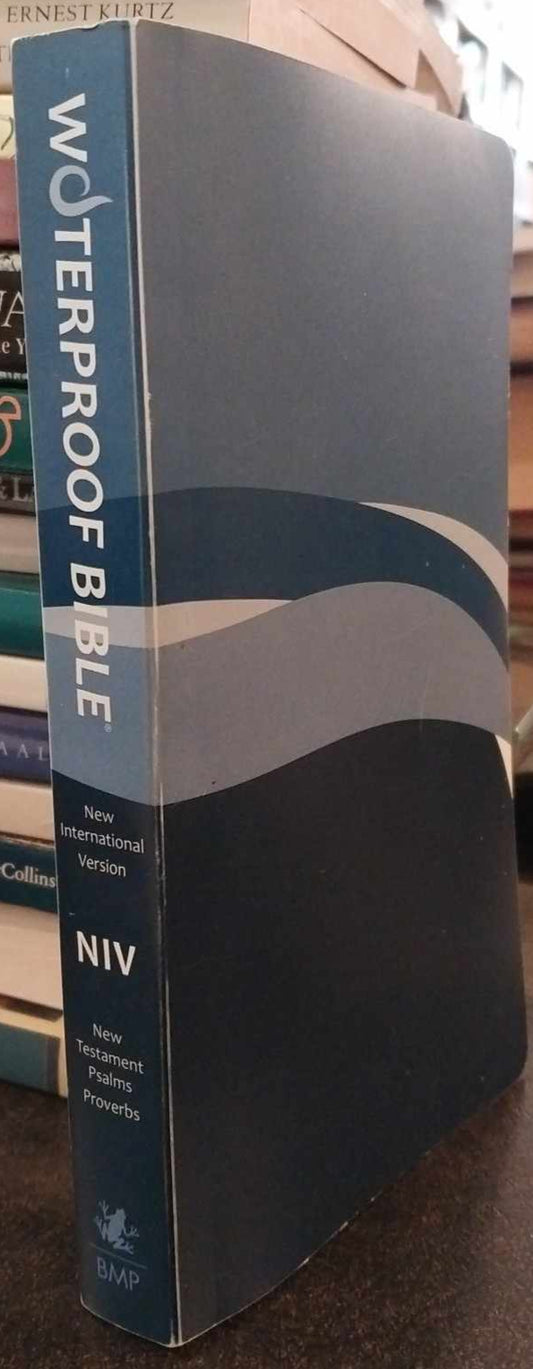 ERNEST KURTZ
WATERPROOF BIBLE®
New
International
Version
NIV
New
Testament
Psalms
Proverbs
BMP
Collins